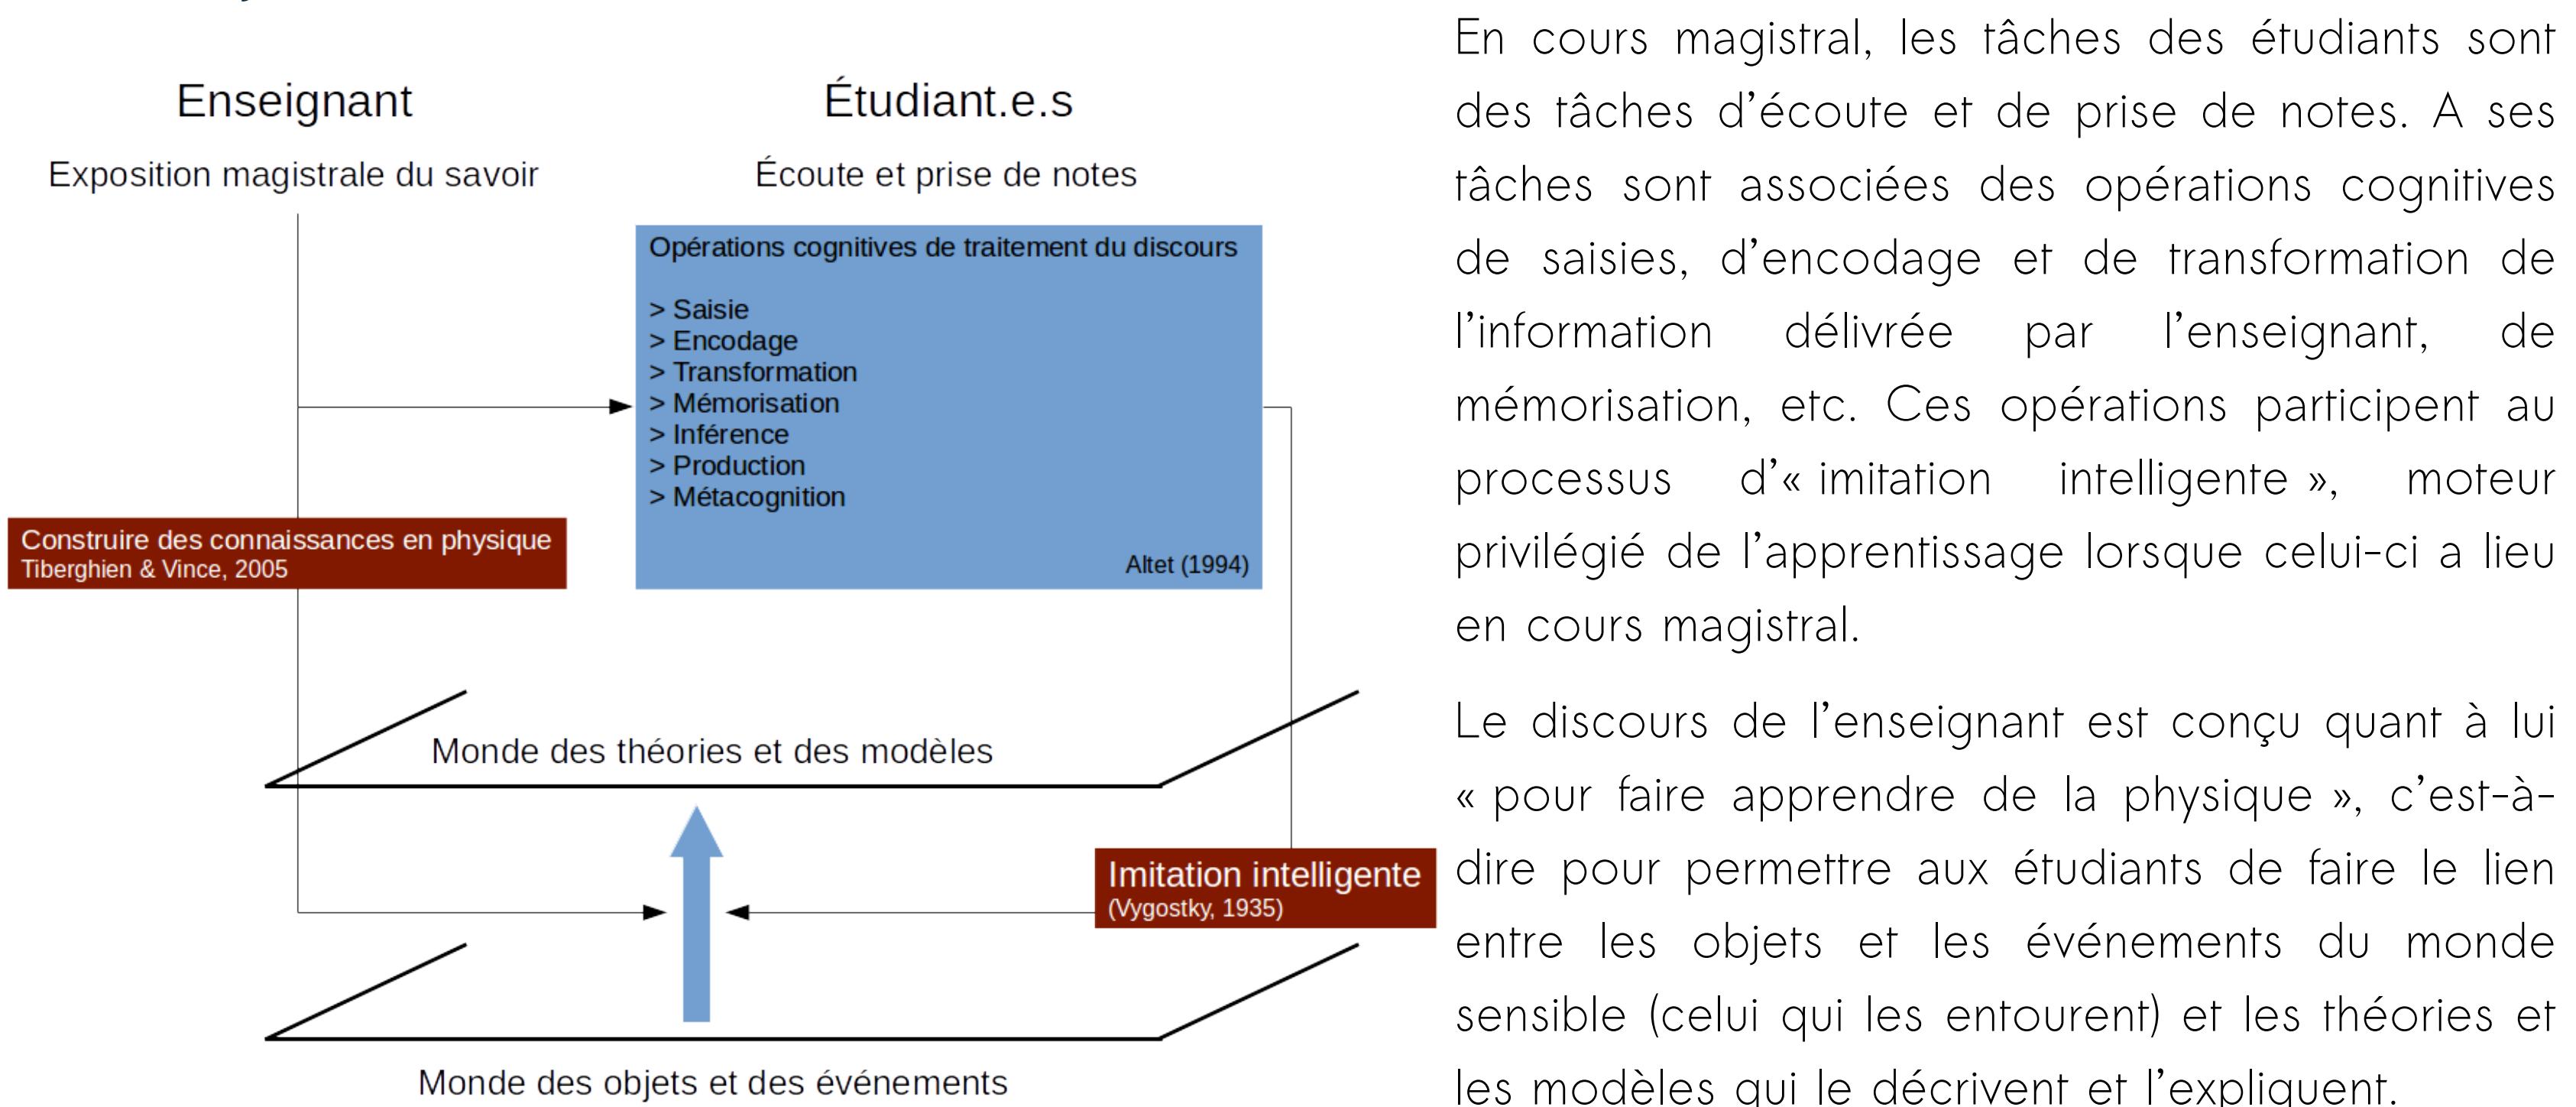 Enseignant
Exposition magistrale du savoir
Étudiant.e.s
Écoute et prise de notes
Opérations cognitives de traitement du discours
> Saisie
> Encodage
> Transformation
> Mémorisation
> Inférence
> Production
> Métacognition
Altet (1994)
Construire des connaissances en physique
Tiberghien & Vince, 2005
Monde des théories et des modèles
Imitation intelligente
(Vygostky, 1935)
Monde des objets et des événements
En cours magistral, les tâches des étudiants sont
des tâches d’écoute et de prise de notes. A ses
tâches sont associées des opérations cognitives
de saisies, d’encodage et de transformation de
l’information délivrée par l’enseignant, de
mémorisation, etc. Ces opérations participent au
processus d’« imitation intelligente », moteur
privilégié de l’apprentissage lorsque celui-ci a lieu
en cours magistral.
Le discours de l’enseignant est conçu quant à lui
« pour faire apprendre de la physique », c’est-à-
dire pour permettre aux étudiants de faire le lien
entre les objets et les événements du monde
sensible (celui qui les entourent) et les théories et
les modèles qui le décrivent et l’expliquent.